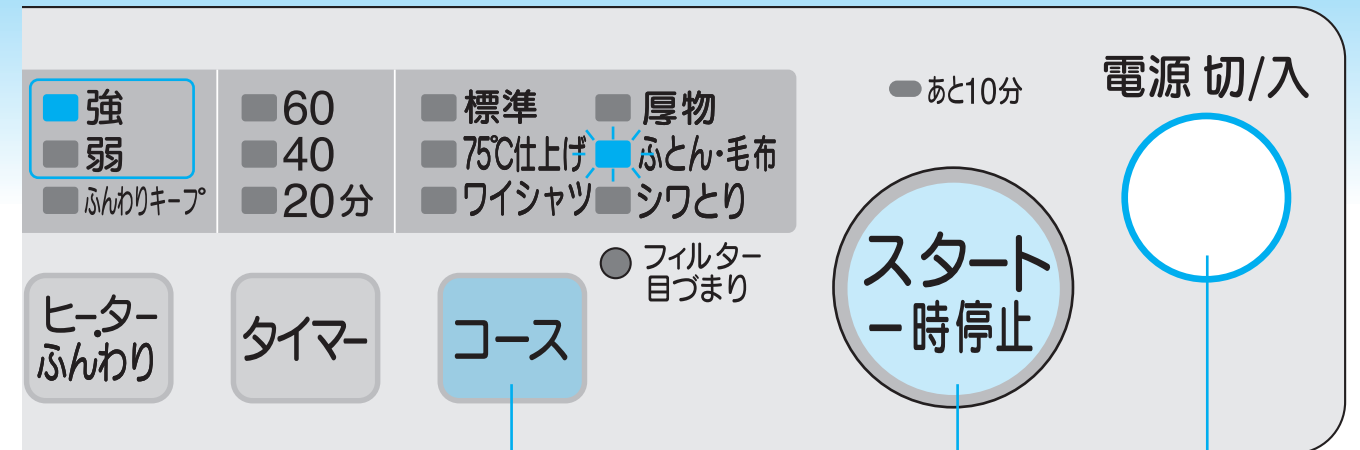 強
弱
ふんわりキープ
60
40
20分
標準
75℃仕上げ
ワイシャツ
厚物
ふとん・毛布
シワとり
あと10分
電源 切/入
フィルター
目づまり
ヒーター
・
ふんわり
タイマー
コース
スタート
一時停止